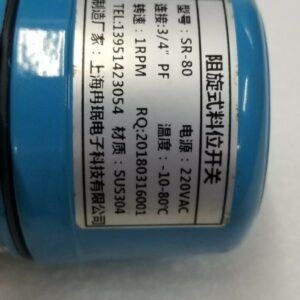 阻旋式料位开关
型号：SR-80 电源：220VAC
连接:3/4" PF 温度：-10-80℃
转速：1RPM RQ:20180316001
TEL:13951423054 材质：SUS304
制造厂家：上海冉珉电子科技有限公司